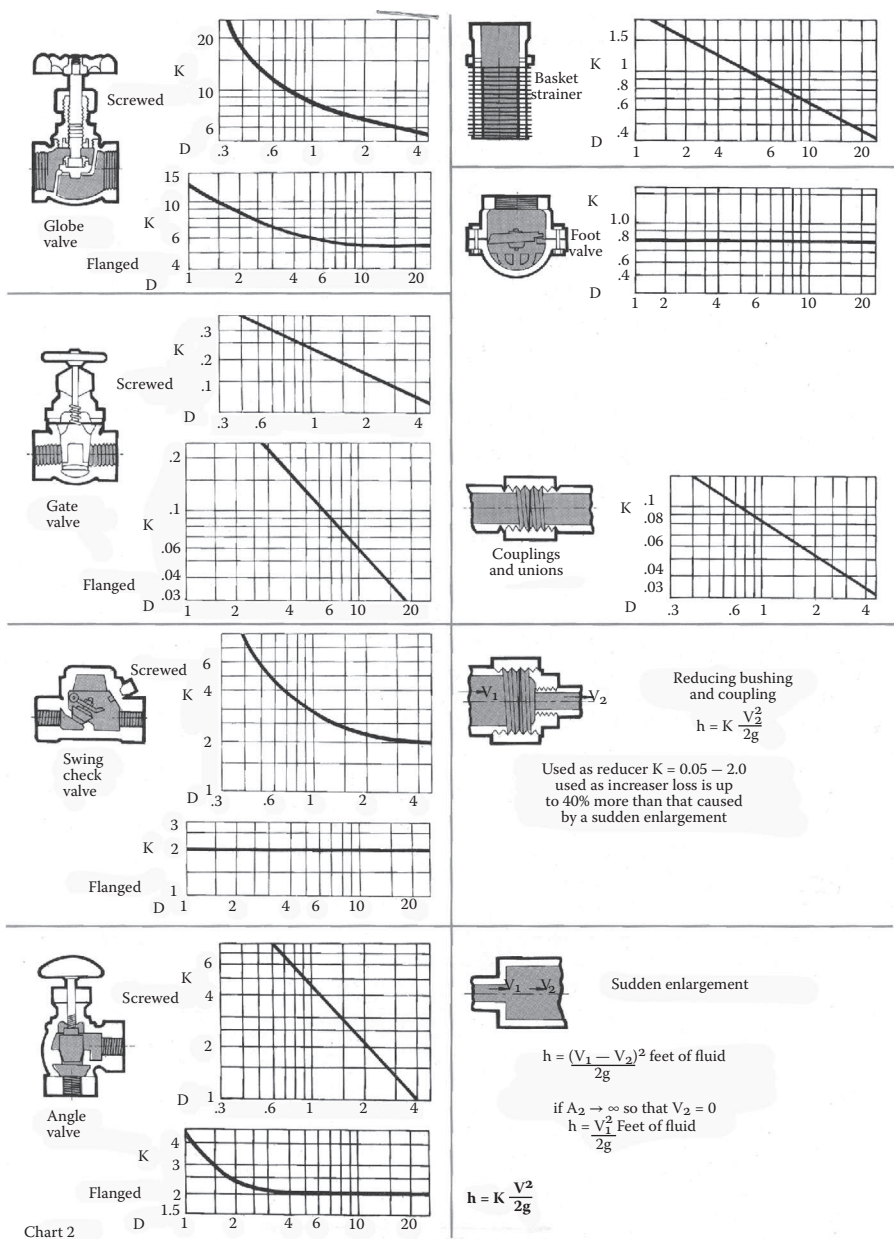 20
K
Screwed
10
6
D
.3 .6 1 2 4
15
10
K
Globe
valve
6
Flanged
4
1 2 4 6 10 20
D
.3
K
.2
Screwed
.1
D
.3 .6 1 2 4
.2
.1
Gate
valve
K
.06
.04
Flanged
.03
D 1 2 4 6 10 20
Screwed
6
K
4
2
Swing
check
valve
1
D .3 .6 1 2 4
3
K 2
Flanged
1
D 1 2 4 6 10 20
6
K
Screwed
4
2
1
D .6 1 2 4
Angle
valve
4
K
3
Flanged
2
1.5
D 1 2 4 6 10 20
Chart 2
1.5
K 1
Basket
strainer
.8
.6
.4
D
1 2 4 6 10 20
K
1.0
Foot
valve
.8
.6
.4
D
1 2 4 6 10 20
.1
K
.08
.06
Couplings
and unions
.04
.03
D .3 .6 1 2 4
V₁ V₂
Reducing bushing
and coupling
h = K V₂²/2g
Used as reducer K = 0.05 – 2.0
used as increaser loss is up
to 40% more than that caused
by a sudden enlargement
V₁ V₂
Sudden enlargement
h = (V₁ — V₂)²/2g feet of fluid
if A₂ → ∞ so that V₂ = 0
h = V₁²/2g Feet of fluid
h = K V²/2g